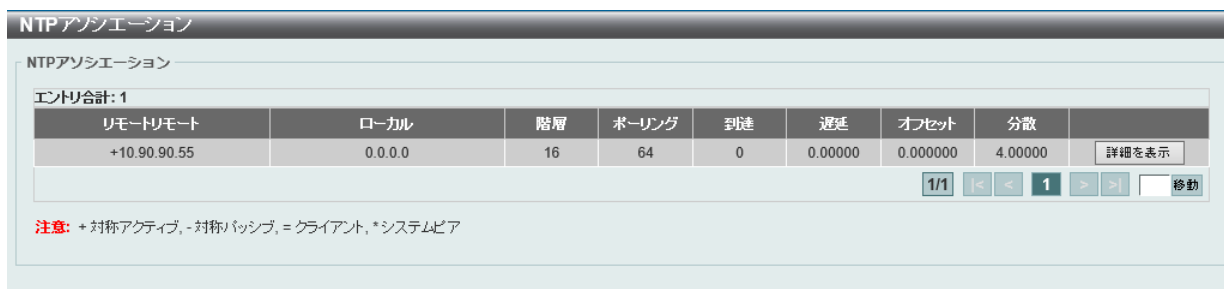 NTPアソシエーション
NTPアソシエーション
エントリ合計: 1
リモートリモート ローカル 階層 ポーリング 到達 遅延 オフセット 分散
+10.90.90.55 0.0.0.0 16 64 0 0.00000 0.000000 4.00000 詳細を表示
1/1 |< < 1 > >| 移動
注意: + 対称アクティブ, - 対称パッシブ, = クライアント, * システムピア